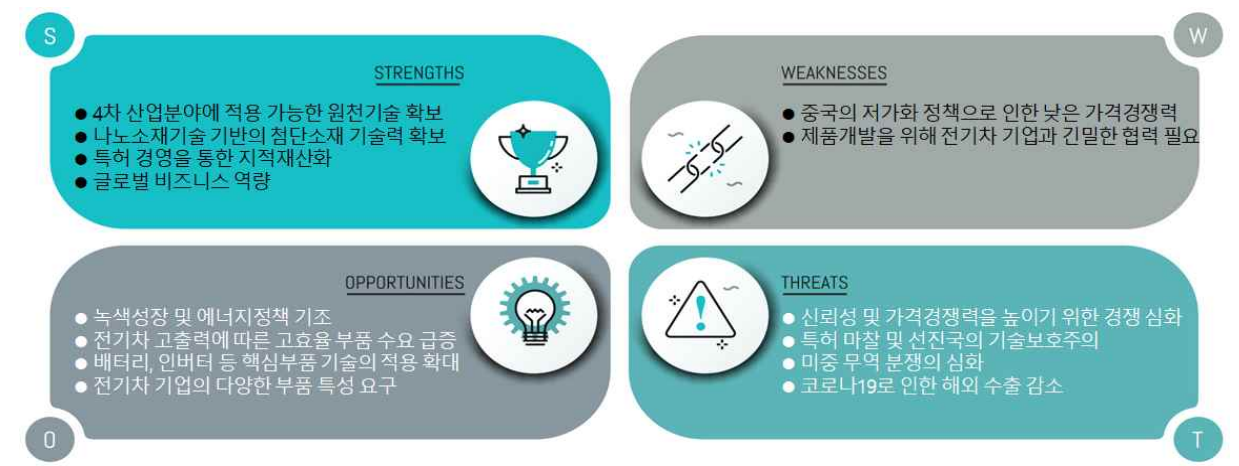 S
STRENGTHS
● 4차 산업분야에 적용 가능한 원천기술 확보
● 나노소재기술 기반의 첨단소재 기술력 확보
● 특허 경영을 통한 지적재산화
● 글로벌 비즈니스 역량
W
WEAKNESSES
● 중국의 저가화 정책으로 인한 낮은 가격경쟁력
● 제품개발을 위해 전기차 기업과 긴밀한 협력 필요
OPPORTUNITIES
● 녹색성장 및 에너지정책 기조
● 전기차 고출력에 따른 고효율 부품 수요 급증
● 배터리, 인버터 등 핵심부품 기술의 적용 확대
● 전기차 기업의 다양한 부품 특성 요구
O
THREATS
● 신뢰성 및 가격경쟁력을 높이기 위한 경쟁 심화
● 특허 마찰 및 선진국의 기술보호주의
● 미중 무역 분쟁의 심화
● 코로나19로 인한 해외 수출 감소
T